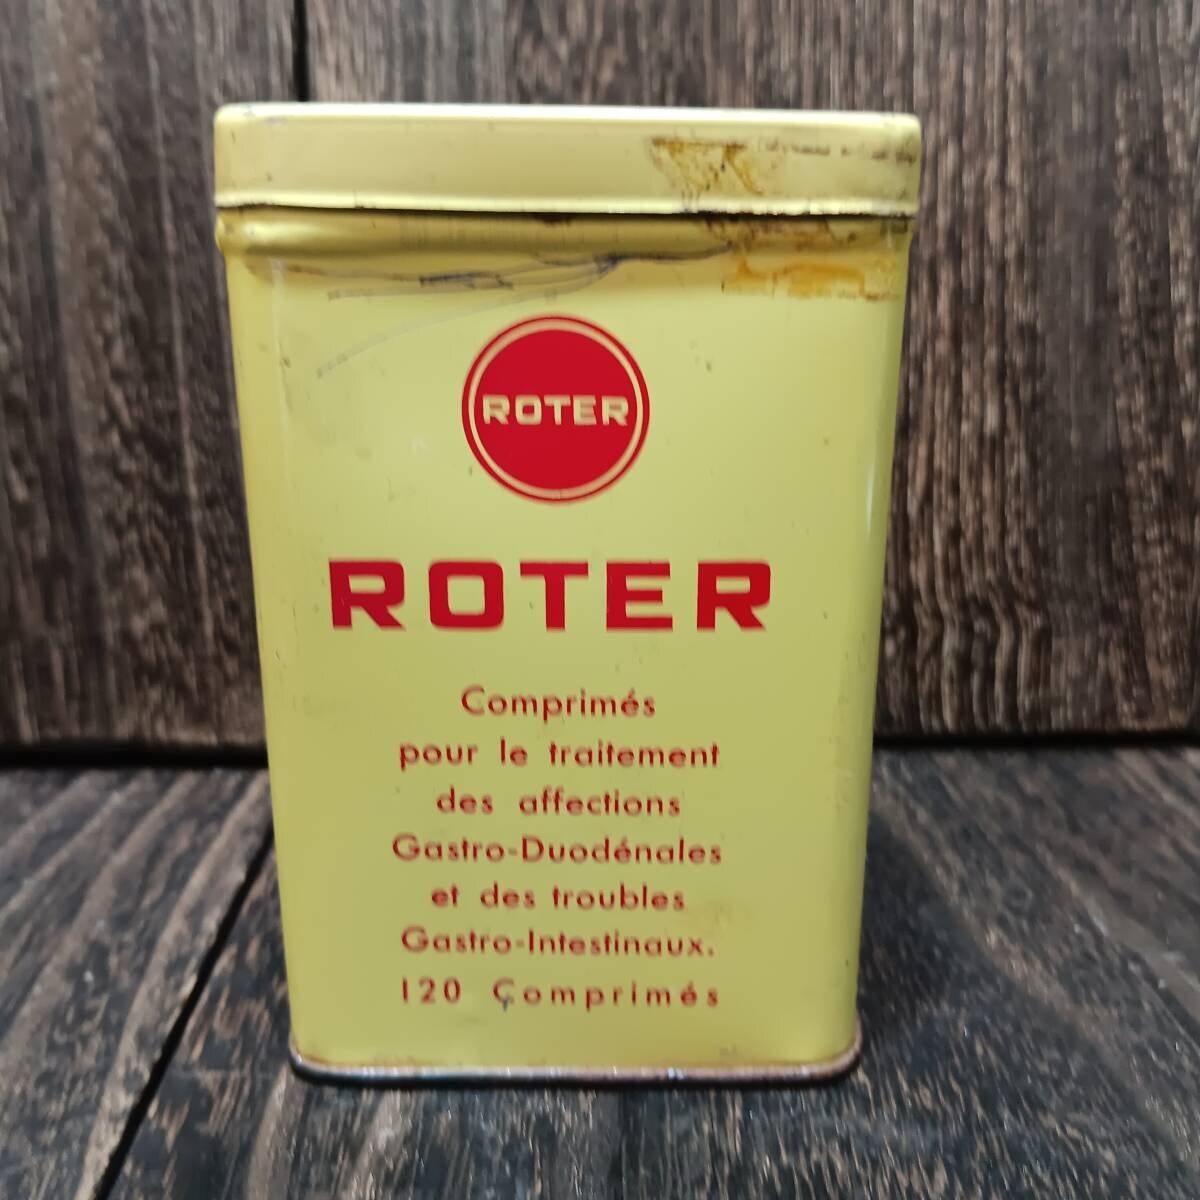 ROTER
ROTER
Comprimés
pour le traitement
des affections
Gastro-Duodénales
et des troubles
Gastro-Intestinaux.
120 Comprimés